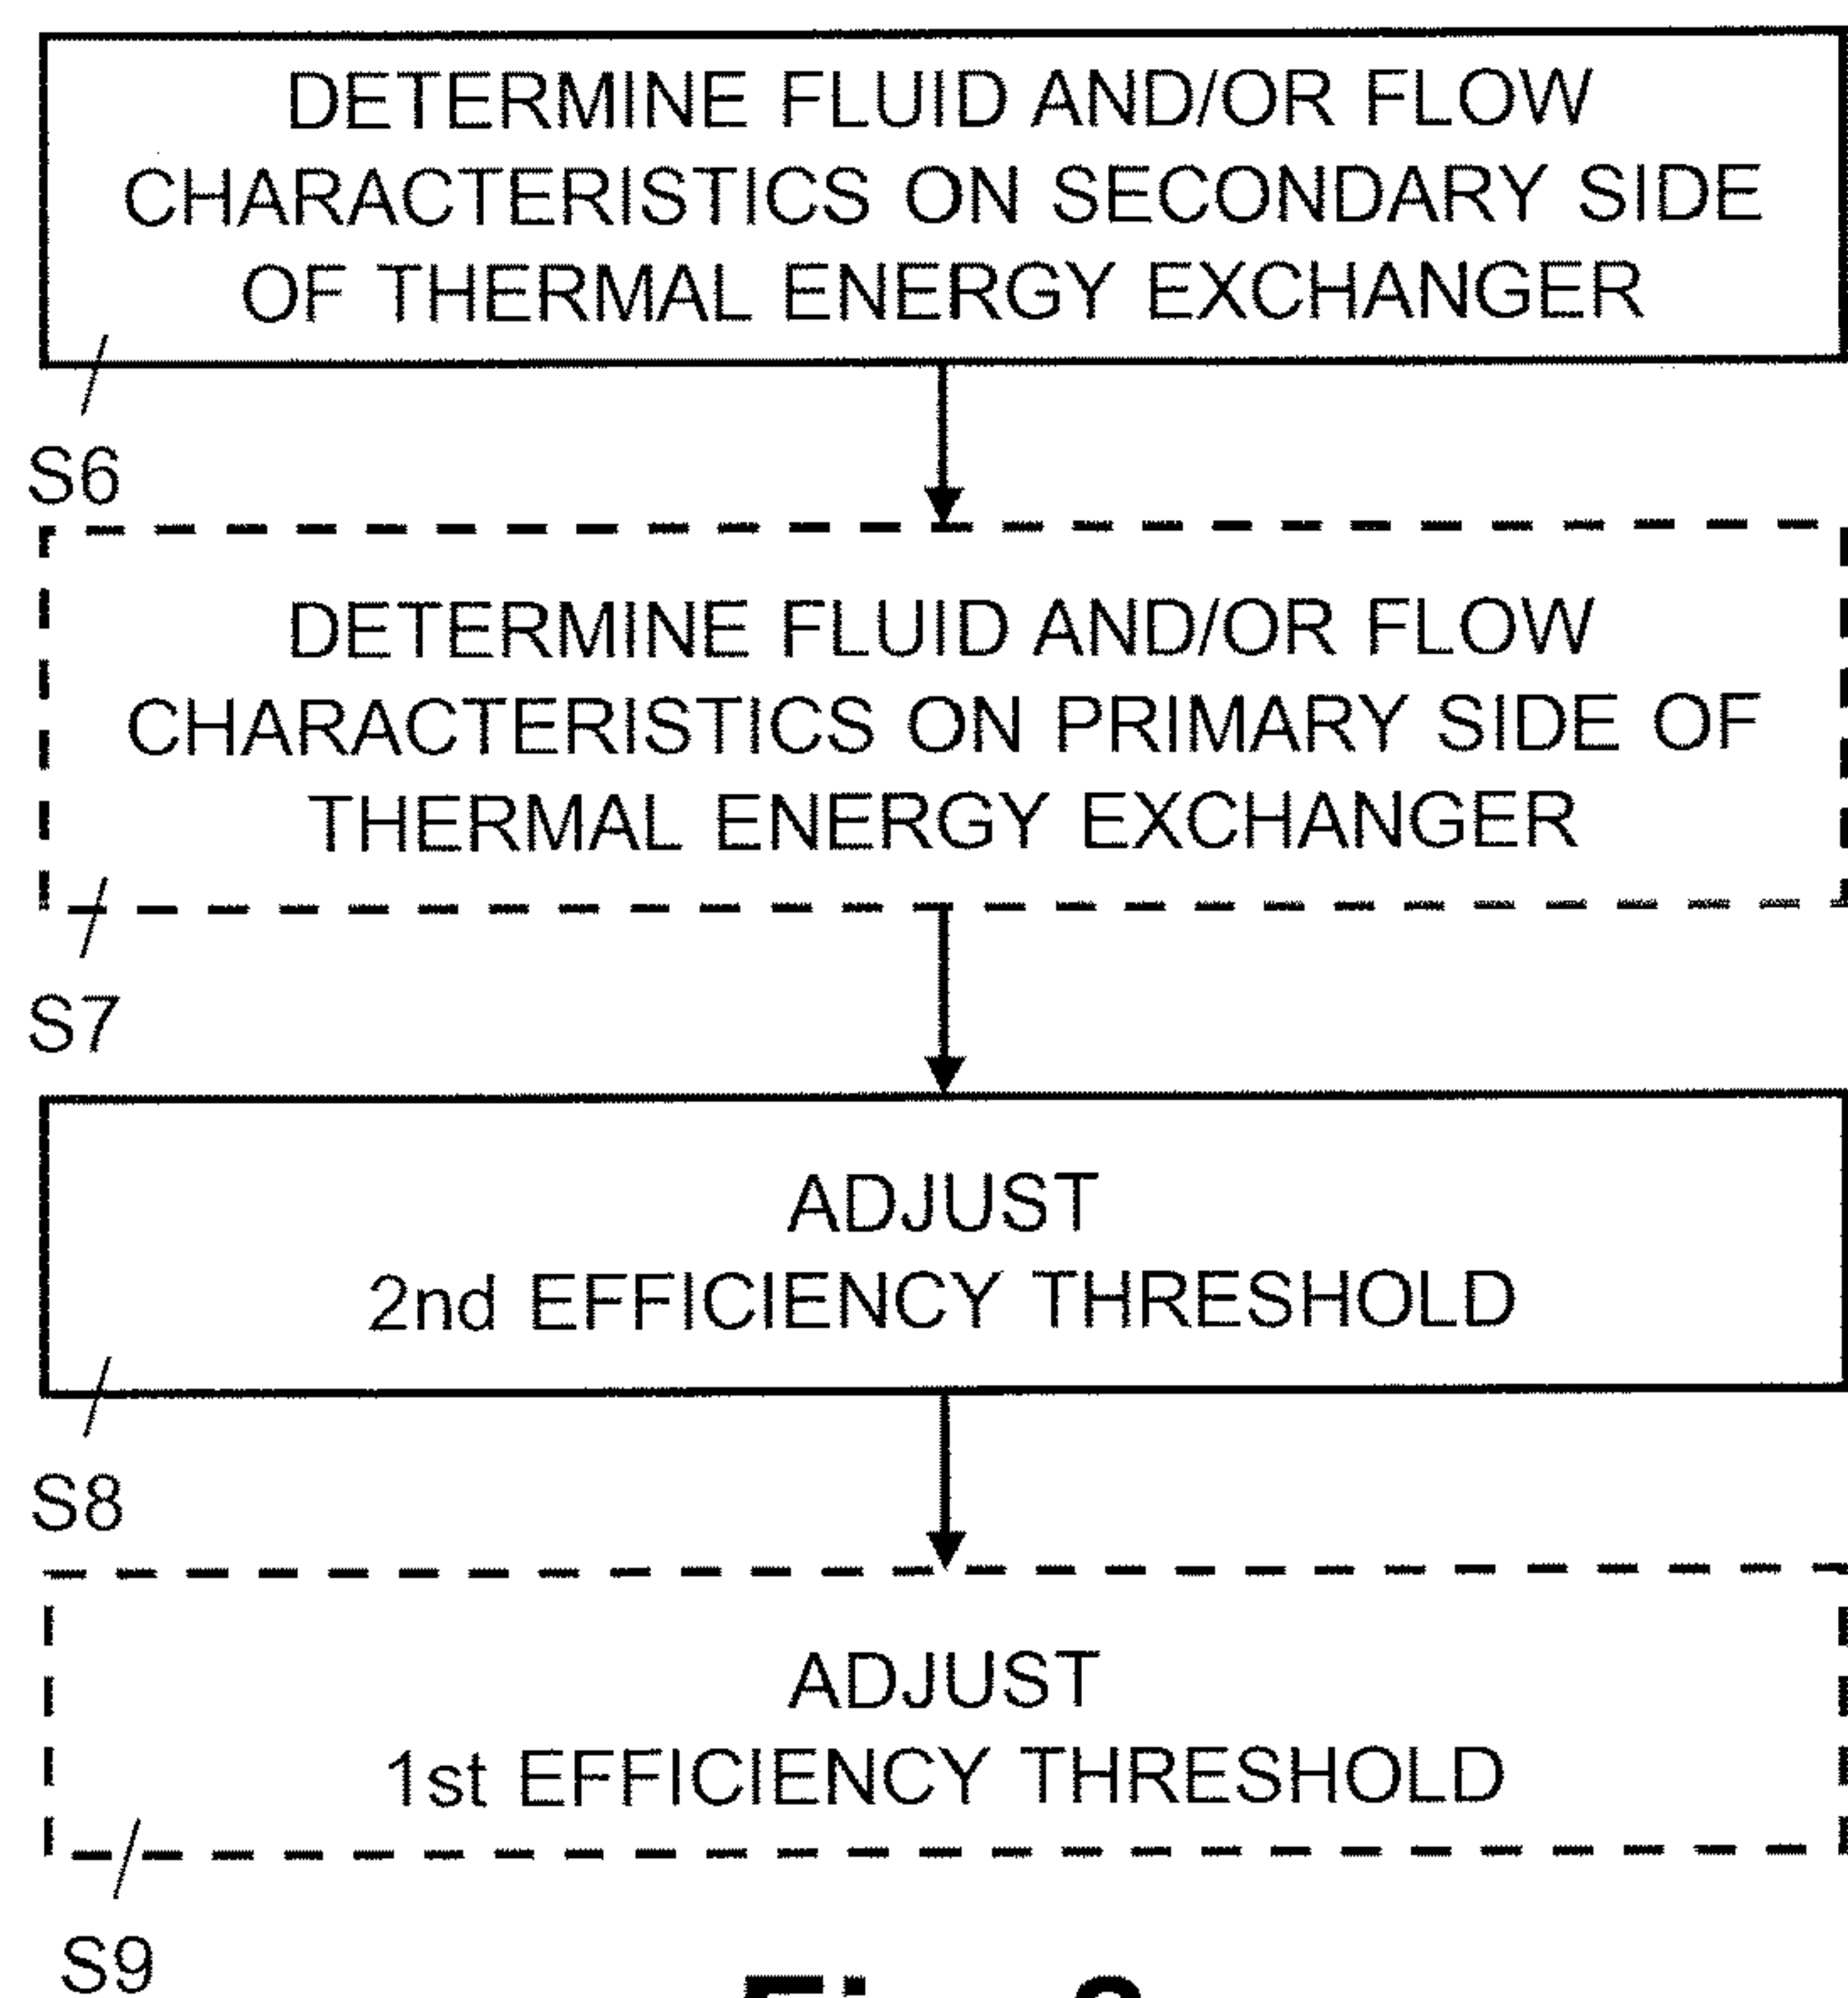 DETERMINE FLUID AND/OR FLOW
CHARACTERISTICS ON SECONDARY SIDE
OF THERMAL ENERGY EXCHANGER
S6
DETERMINE FLUID AND/OR FLOW
CHARACTERISTICS ON PRIMARY SIDE OF
THERMAL ENERGY EXCHANGER
S7
ADJUST
2nd EFFICIENCY THRESHOLD
S8
ADJUST
1st EFFICIENCY THRESHOLD
S9